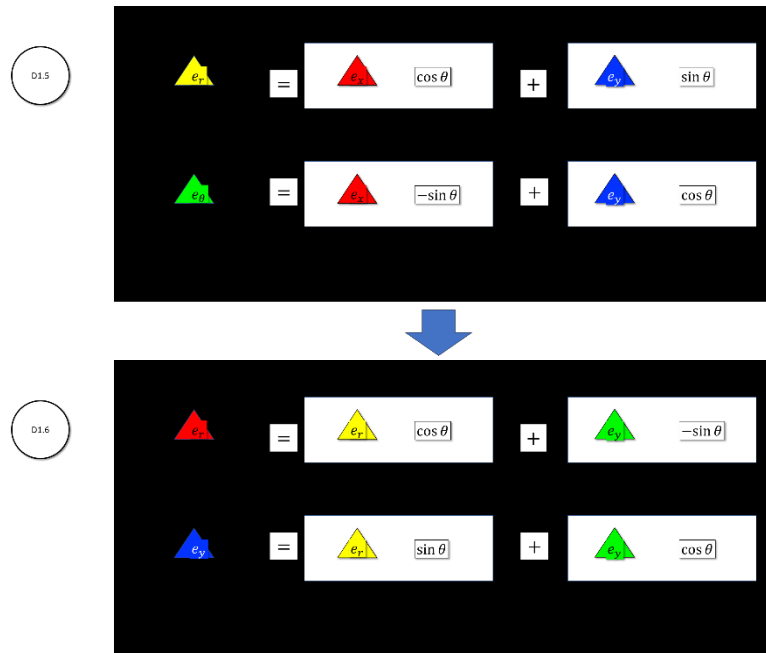 D1.5
e_r = e_x cos θ + e_y sin θ
e_θ = e_x −sin θ + e_y cos θ
D1.6
e_r = e_r cos θ + e_y −sin θ
e_y = e_r sin θ + e_y cos θ